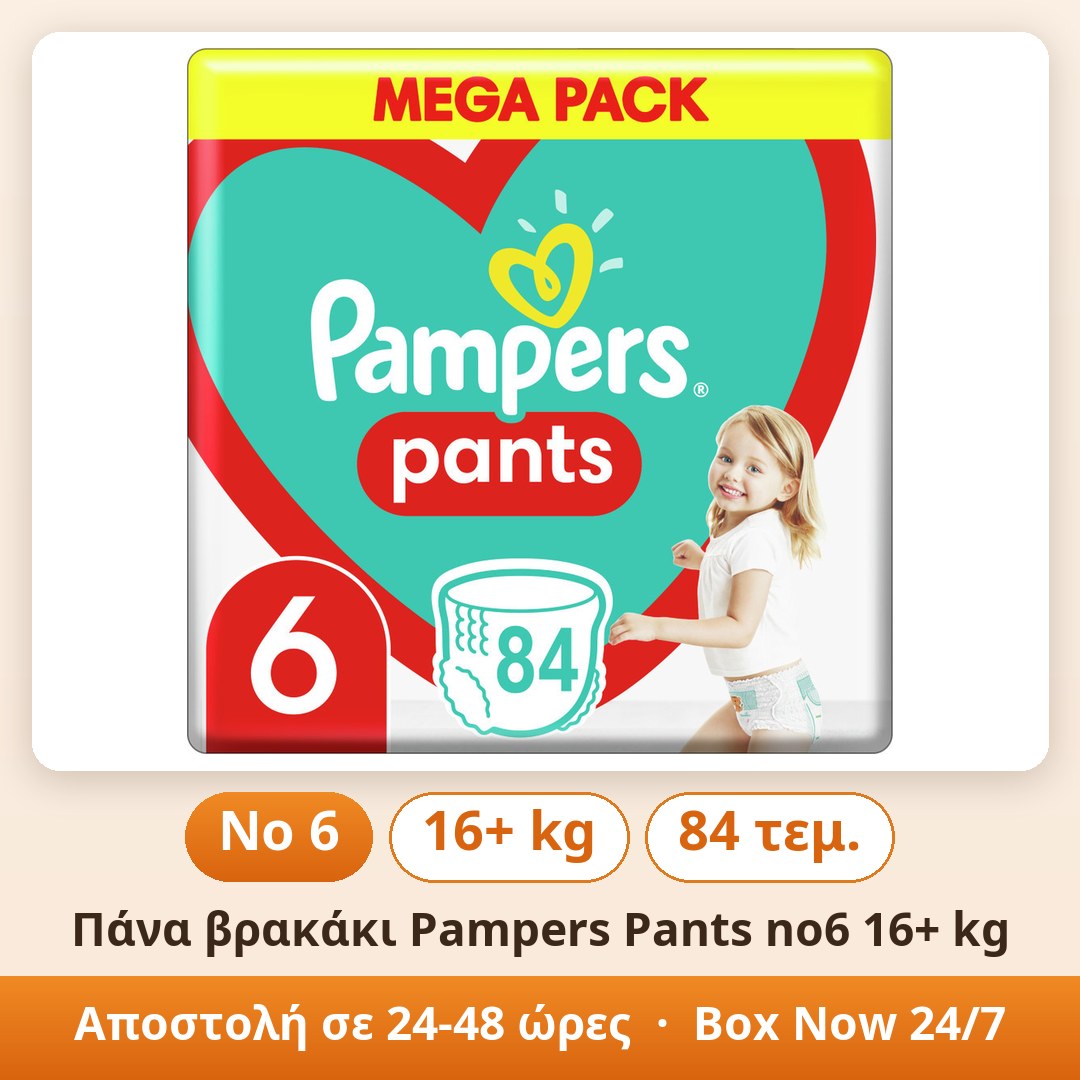 MEGA PACK
Pampers®
pants
6
84
No 6
16+ kg
84 τεμ.
Πάνα βρακάκι Pampers Pants no6 16+ kg
Αποστολή σε 24-48 ώρες · Box Now 24/7